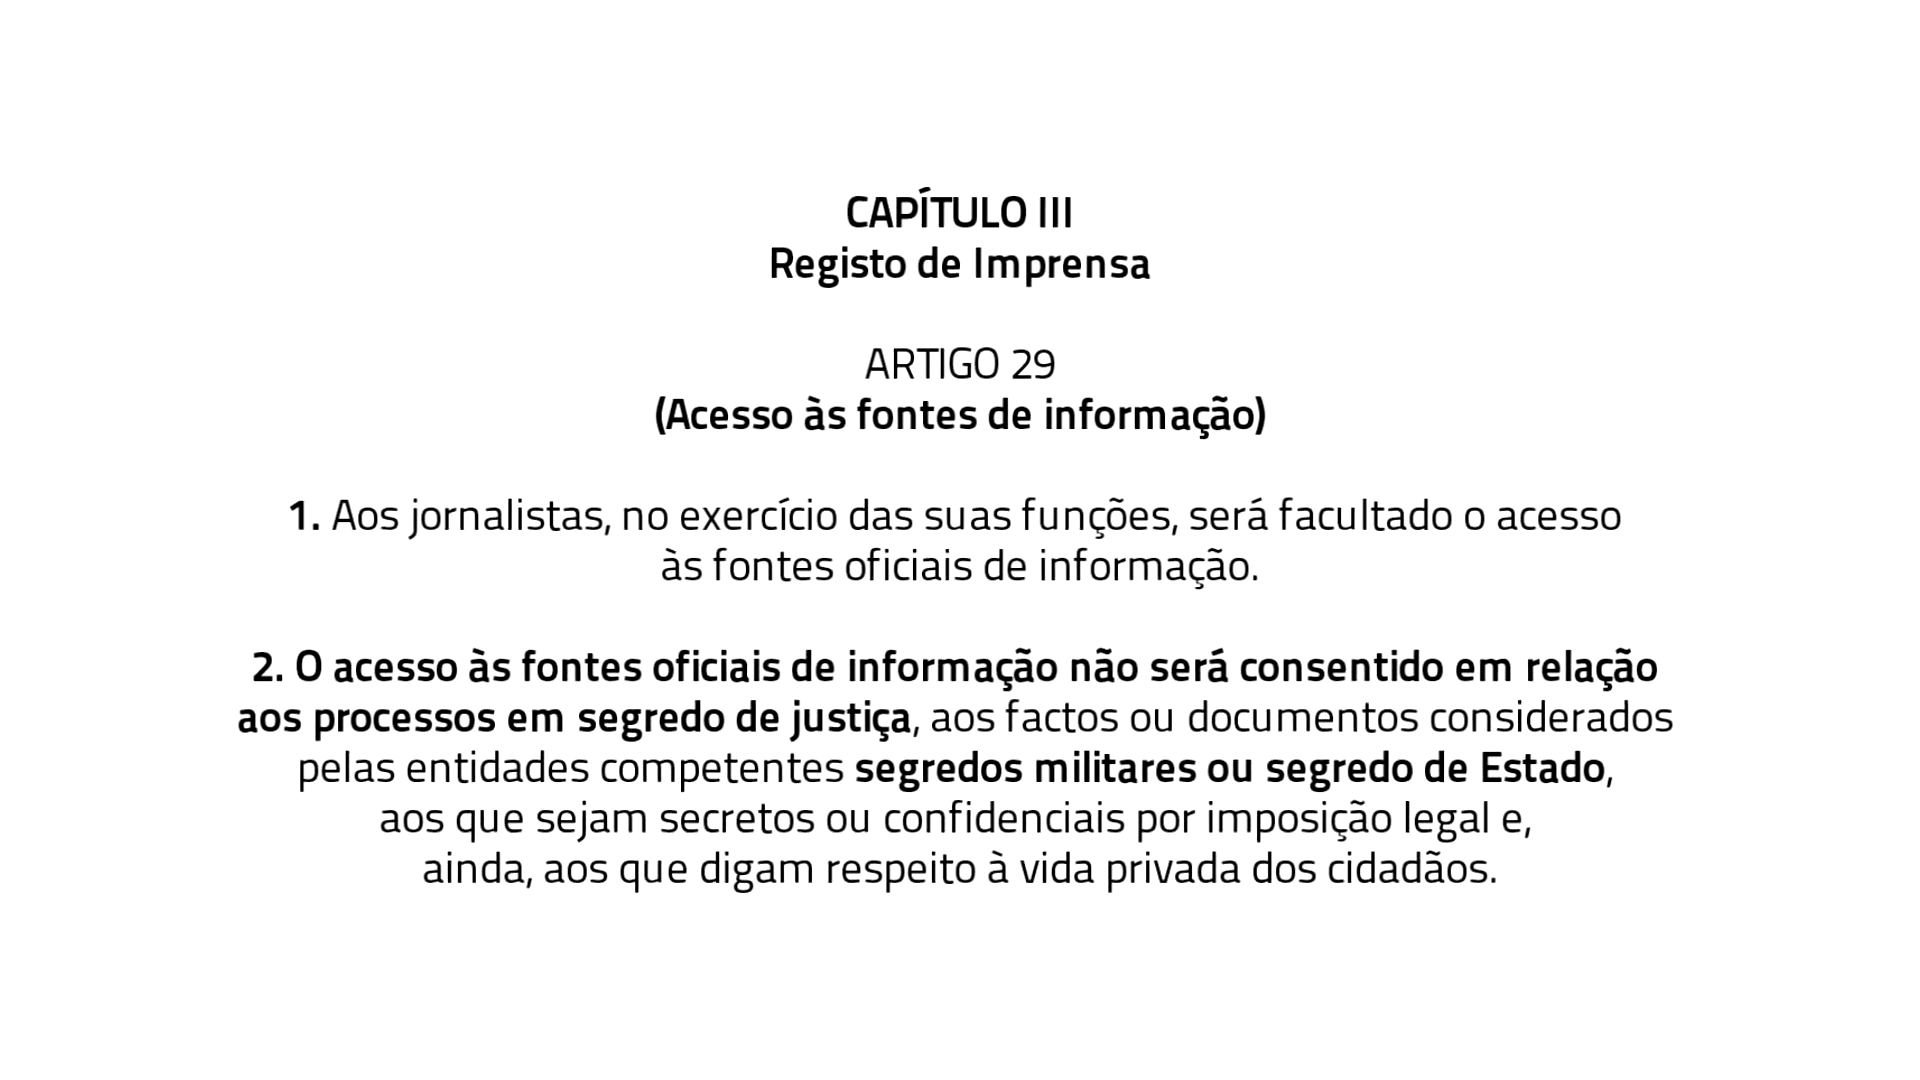 CAPÍTULO III
Registo de Imprensa
ARTIGO 29
(Acesso às fontes de informação)
1. Aos jornalistas, no exercício das suas funções, será facultado o acesso
às fontes oficiais de informação.
2. O acesso às fontes oficiais de informação não será consentido em relação
aos processos em segredo de justiça, aos factos ou documentos considerados
pelas entidades competentes segredos militares ou segredo de Estado,
aos que sejam secretos ou confidenciais por imposição legal e,
ainda, aos que digam respeito à vida privada dos cidadãos.